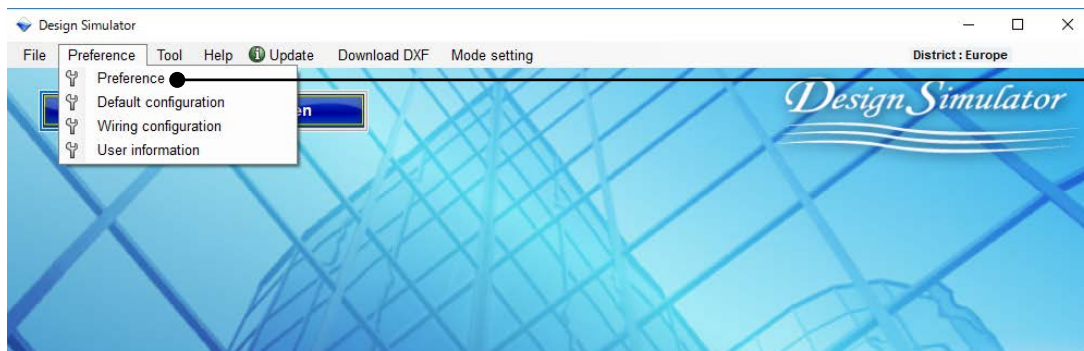 Design Simulator
File Preference Tool Help Update Download DXF Mode setting District : Europe
Preference
Default configuration
Wiring configuration
User information
Design Simulator